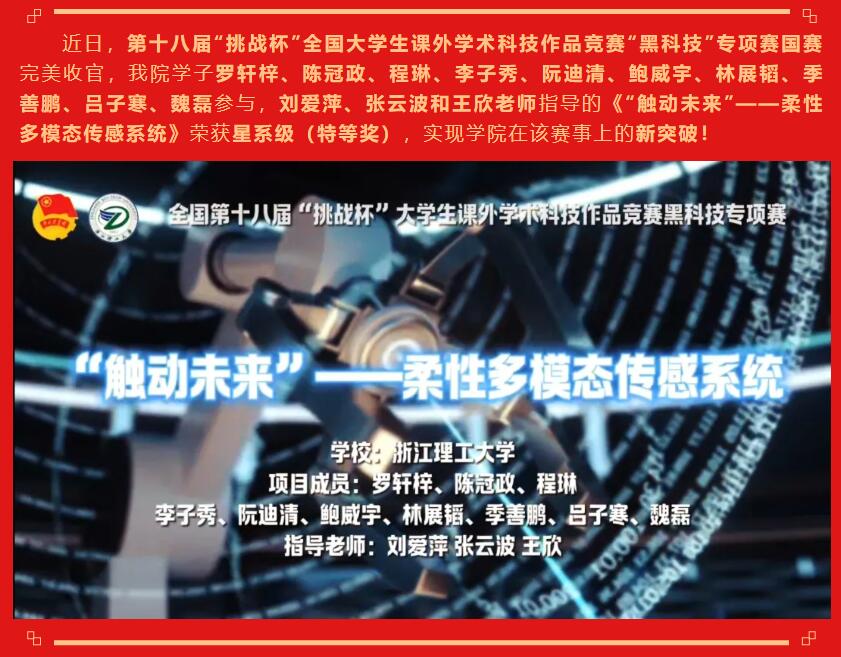 近日，第十八届“挑战杯”全国大学生课外学术科技作品竞赛“黑科技”专项赛国赛
完美收官，我院学子罗轩梓、陈冠政、程琳、李子秀、阮迪清、鲍威宇、林展韬、季
善鹏、吕子寒、魏磊参与，刘爱萍、张云波和王欣老师指导的《“触动未来”——柔性
多模态传感系统》荣获星系级（特等奖），实现学院在该赛事上的新突破！
全国第十八届“挑战杯”大学生课外学术科技作品竞赛黑科技专项赛
“触动未来”——柔性多模态传感系统
学校：浙江理工大学
项目成员：罗轩梓、陈冠政、程琳
李子秀、阮迪清、鲍威宇、林展韬、季善鹏、吕子寒、魏磊
指导老师：刘爱萍 张云波 王欣